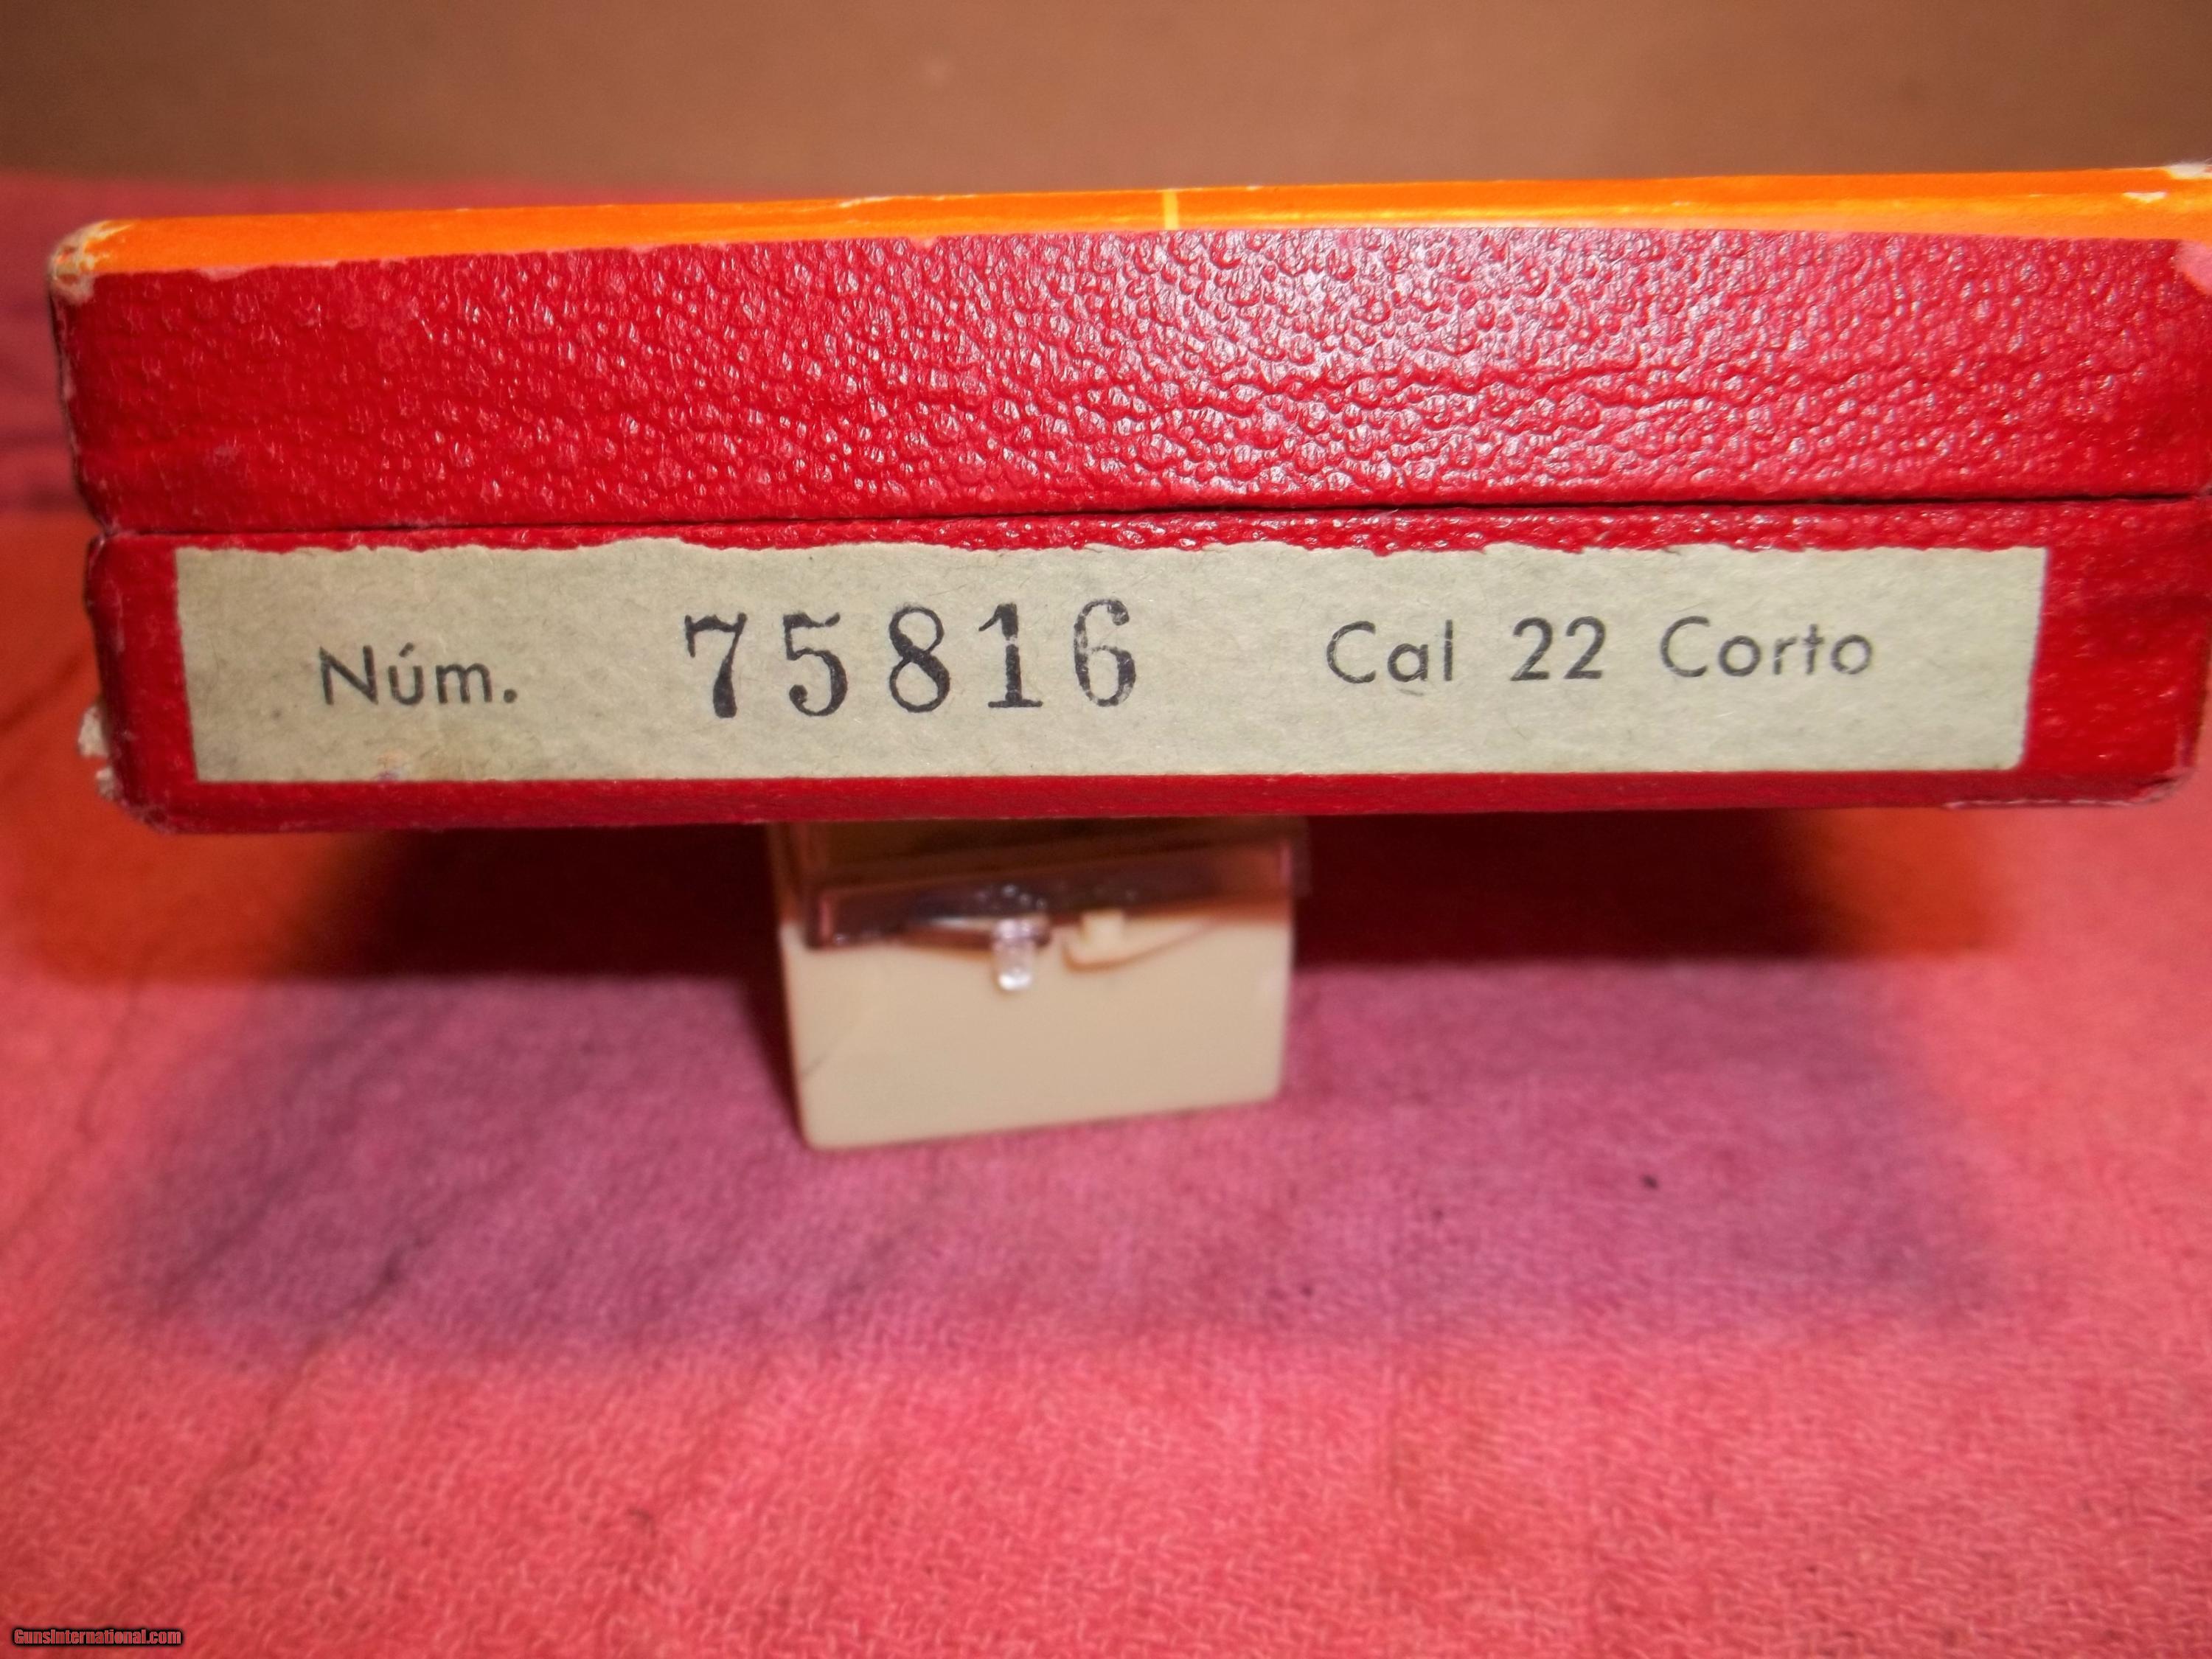 Núm. 75816 Cal 22 Corto
GunsInternational.com